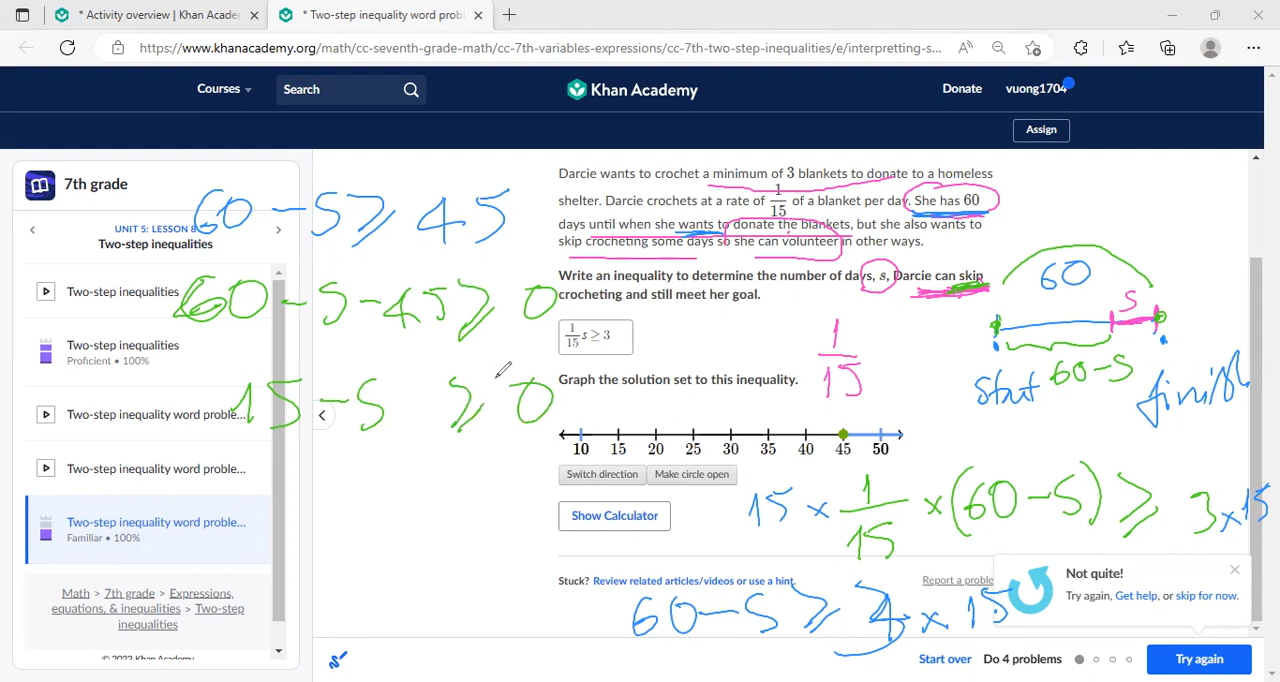 * Activity overview | Khan Acader
* Two-step inequality word probl
https://www.khanacademy.org/math/cc-seventh-grade-math/cc-7th-variables-expressions/cc-7th-two-step-inequalities/e/interpretting-s...
Courses
Search
Khan Academy
Donate
vuong1704
Assign
7th grade
UNIT 5: LESSON 8
Two-step inequalities
Two-step inequalities
Two-step inequalities
Proficient • 100%
Two-step inequality word proble...
Two-step inequality word proble...
Two-step inequality word proble...
Familiar • 100%
Math > 7th grade > Expressions,
equations, & inequalities > Two-step
inequalities
© 2023 Khan Academy
60 - S ≥ 45
60 - S - 45 ≥ 0
15 - S ≥ 0
Darcie wants to crochet a minimum of 3 blankets to donate to a homeless
shelter. Darcie crochets at a rate of 1/15 of a blanket per day. She has 60
days until when she wants to donate the blankets, but she also wants to
skip crocheting some days so she can volunteer in other ways.
Write an inequality to determine the number of days, s, Darcie can skip
crocheting and still meet her goal.
1/15 s ≥ 3
1/15
60
S
60 - S
start
finish
Graph the solution set to this inequality.
10 15 20 25 30 35 40 45 50
Switch direction
Make circle open
Show Calculator
15 × 1/15 × (60 - S) ≥ 3 × 15
Stuck? Review related articles/videos or use a hint.
Report a proble
60 - S ≥ 3 × 15
Not quite!
Try again, Get help, or skip for now.
Start over
Do 4 problems
Try again